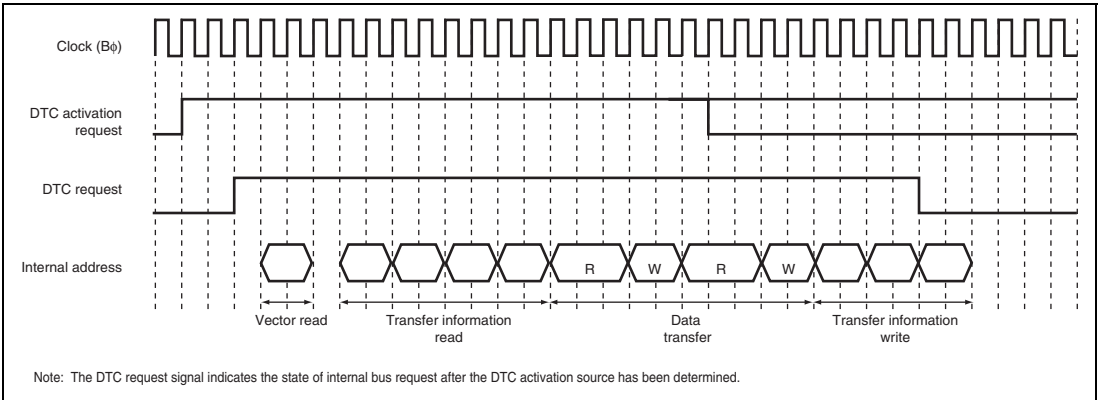 Clock (Bϕ)
DTC activation
request
DTC request
Internal address
R
W
R
W
Vector read
Transfer information
read
Data
transfer
Transfer information
write
Note: The DTC request signal indicates the state of internal bus request after the DTC activation source has been determined.